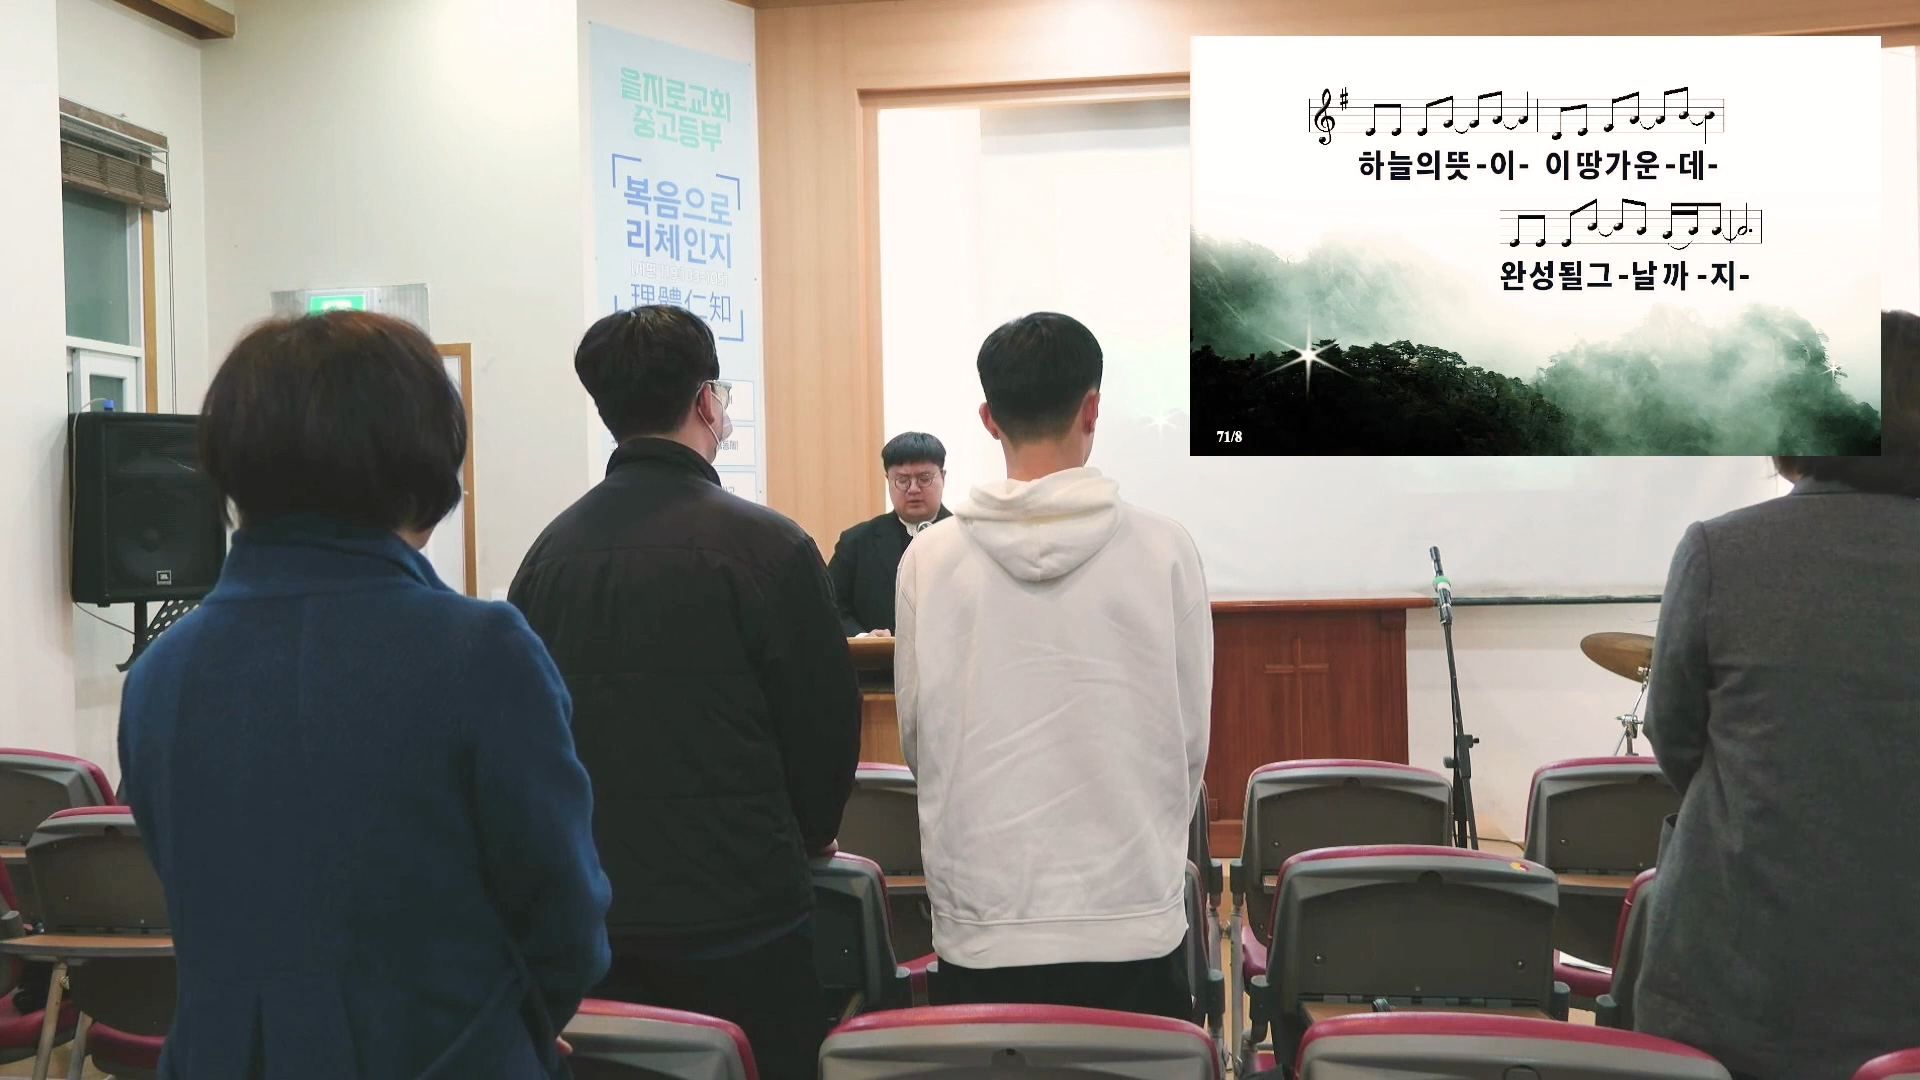 을지로교회
중고등부
복음으로
리체인지
理體仁知
하늘의뜻-이- 이땅가운-데-
완성될그-날까-지-
71/8
JBL